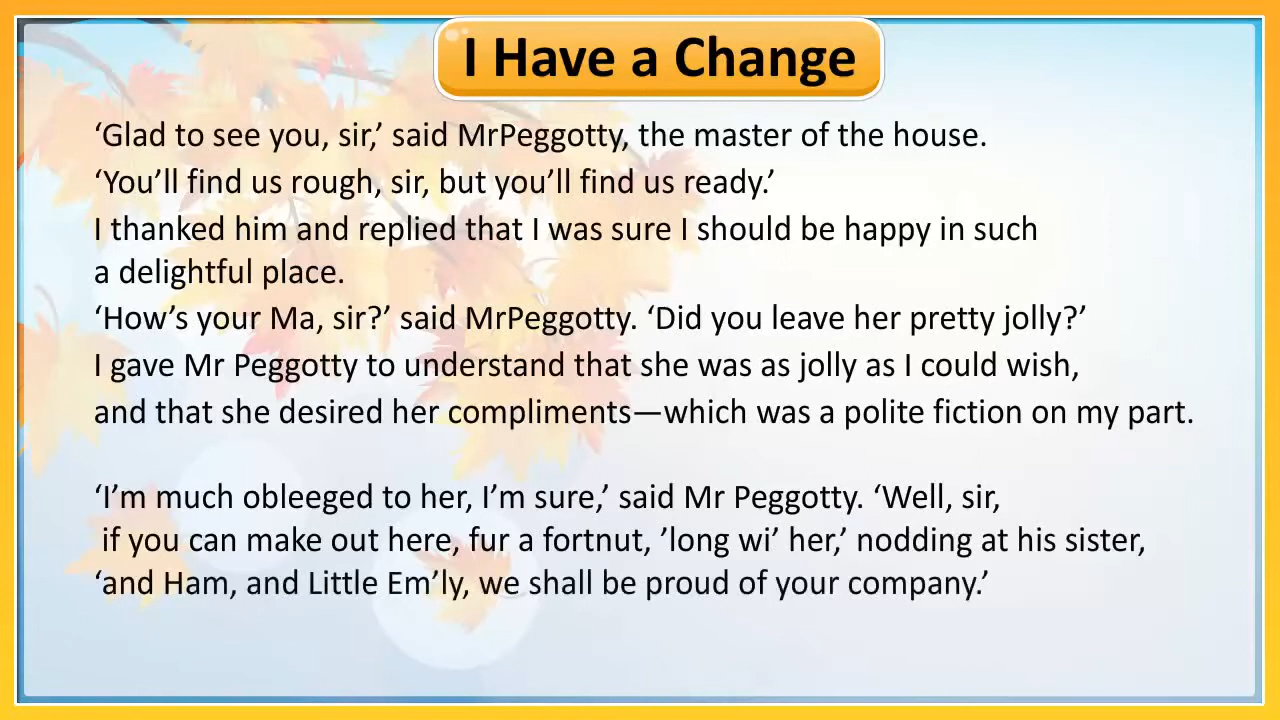 I Have a Change
‘Glad to see you, sir,’ said MrPeggotty, the master of the house.
‘You’ll find us rough, sir, but you’ll find us ready.’
I thanked him and replied that I was sure I should be happy in such
a delightful place.
‘How’s your Ma, sir?’ said MrPeggotty. ‘Did you leave her pretty jolly?’
I gave Mr Peggotty to understand that she was as jolly as I could wish,
and that she desired her compliments—which was a polite fiction on my part.
‘I’m much obleeged to her, I’m sure,’ said Mr Peggotty. ‘Well, sir,
if you can make out here, fur a fortnut, ’long wi’ her,’ nodding at his sister,
‘and Ham, and Little Em’ly, we shall be proud of your company.’